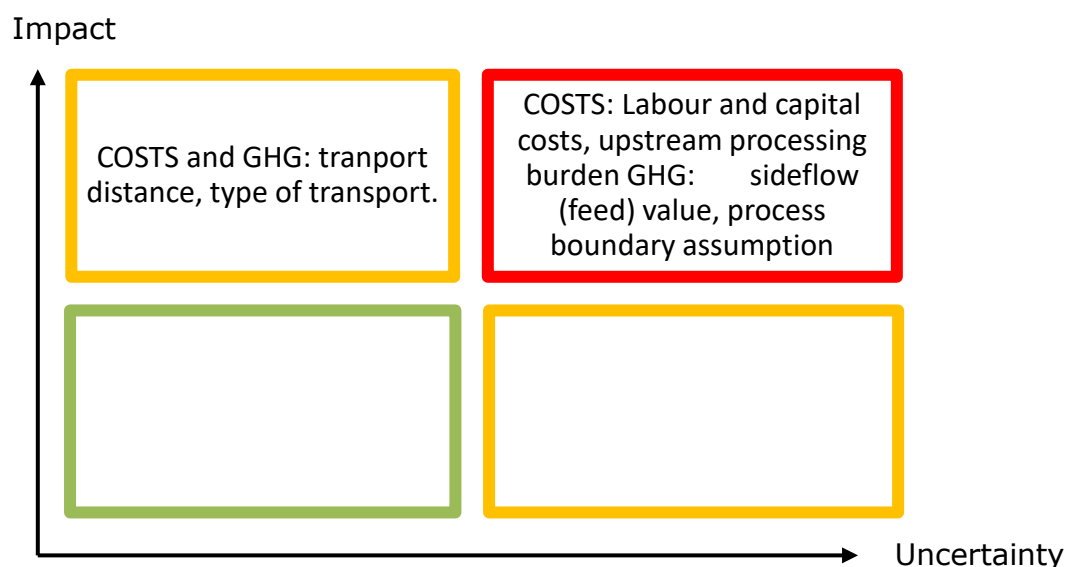 Impact
COSTS and GHG: tranport
distance, type of transport.
COSTS: Labour and capital
costs, upstream processing
burden GHG: sideflow
(feed) value, process
boundary assumption
Uncertainty